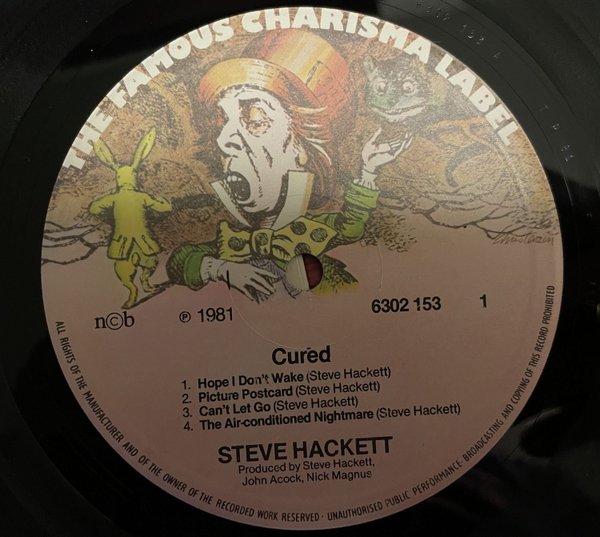 THE FAMOUS CHARISMA LABEL
n©b
℗ 1981
6302 153
1
Cured
1. Hope I Don't Wake (Steve Hackett)
2. Picture Postcard (Steve Hackett)
3. Can't Let Go (Steve Hackett)
4. The Air-conditioned Nightmare (Steve Hackett)
STEVE HACKETT
Produced by Steve Hackett,
John Acock, Nick Magnus
ALL RIGHTS OF THE MANUFACTURER AND OF THE OWNER OF THE RECORDED WORK RESERVED · UNAUTHORISED PUBLIC PERFORMANCE, BROADCASTING AND COPYING OF THIS RECORD PROHIBITED